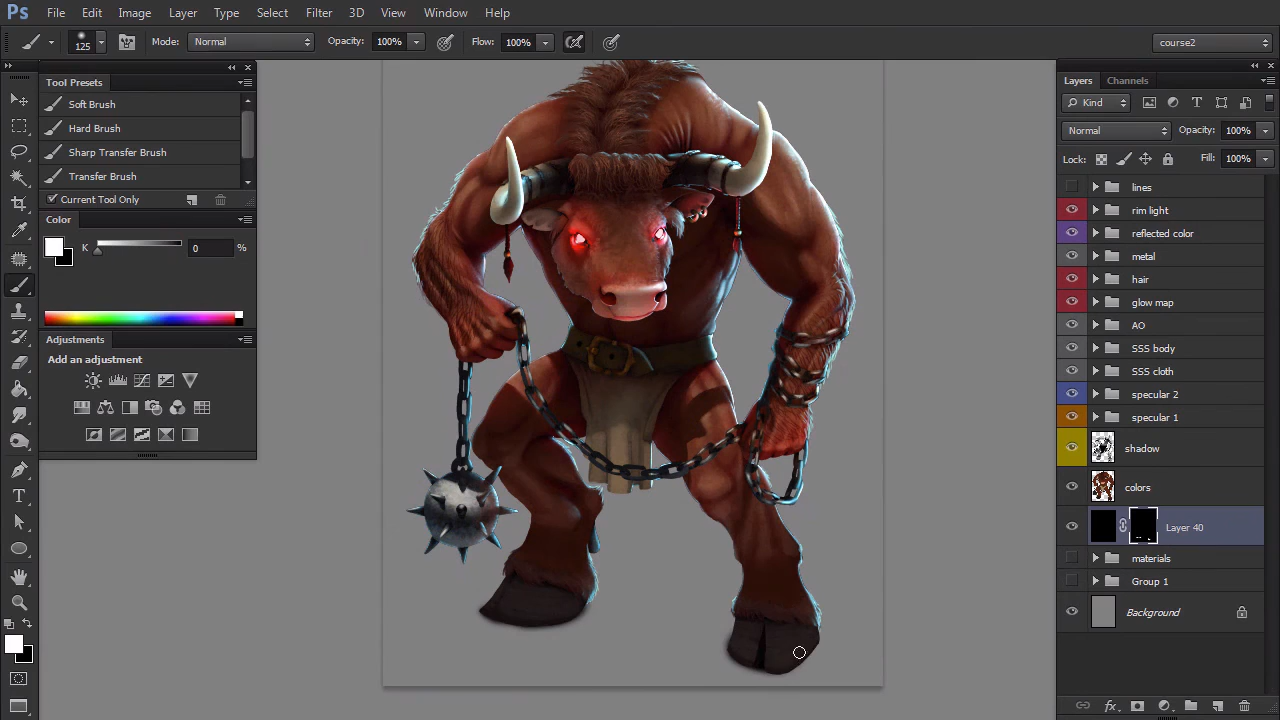 Ps File Edit Image Layer Type Select Filter 3D View Window Help
125 Mode: Normal Opacity: 100% Flow: 100% course2
Tool Presets
Soft Brush
Hard Brush
Sharp Transfer Brush
Transfer Brush
Current Tool Only
Color
K 0 %
Adjustments
Add an adjustment
T
Layers Channels
Kind T
Normal Opacity: 100%
Lock: Fill: 100%
lines
rim light
reflected color
metal
hair
glow map
AO
SSS body
SSS cloth
specular 2
specular 1
shadow
colors
Layer 40
materials
Group 1
Background
fx